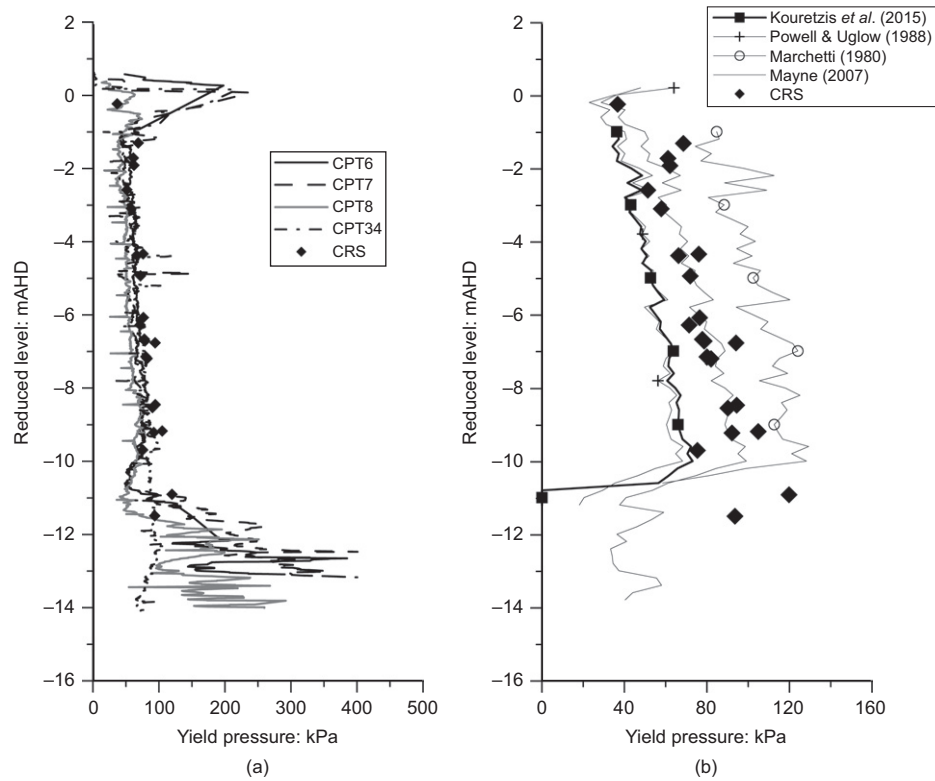 2
0
–2
–4
–6
–8
–10
–12
–14
–16
Reduced level: mAHD
CPT6
CPT7
CPT8
CPT34
CRS
0 100 200 300 400 500
Yield pressure: kPa
(a)
Kouretzis et al. (2015)
Powell & Uglow (1988)
Marchetti (1980)
Mayne (2007)
CRS
2
0
–2
–4
–6
–8
–10
–12
–14
–16
Reduced level: mAHD
0 40 80 120 160
Yield pressure: kPa
(b)